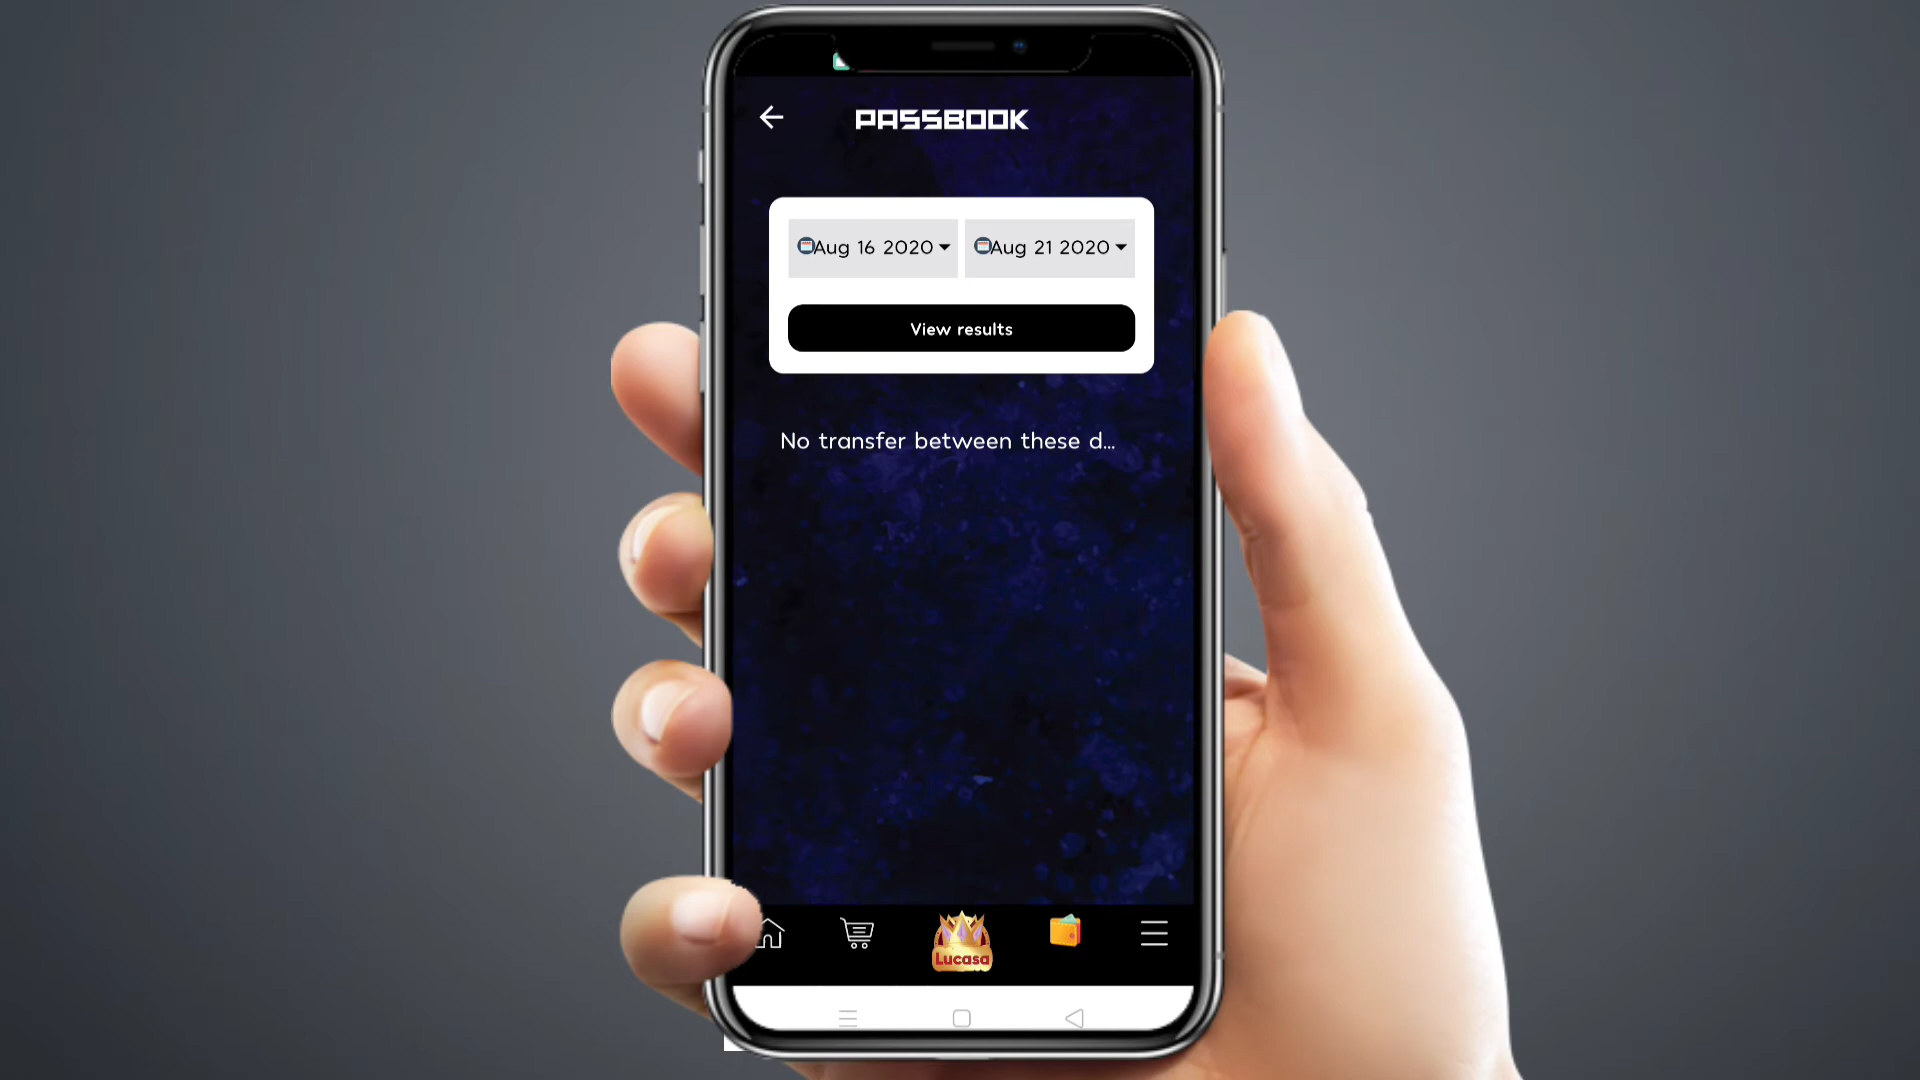 PASSBOOK
Aug 16 2020 Aug 21 2020
View results
No transfer between these d...
Lucasa